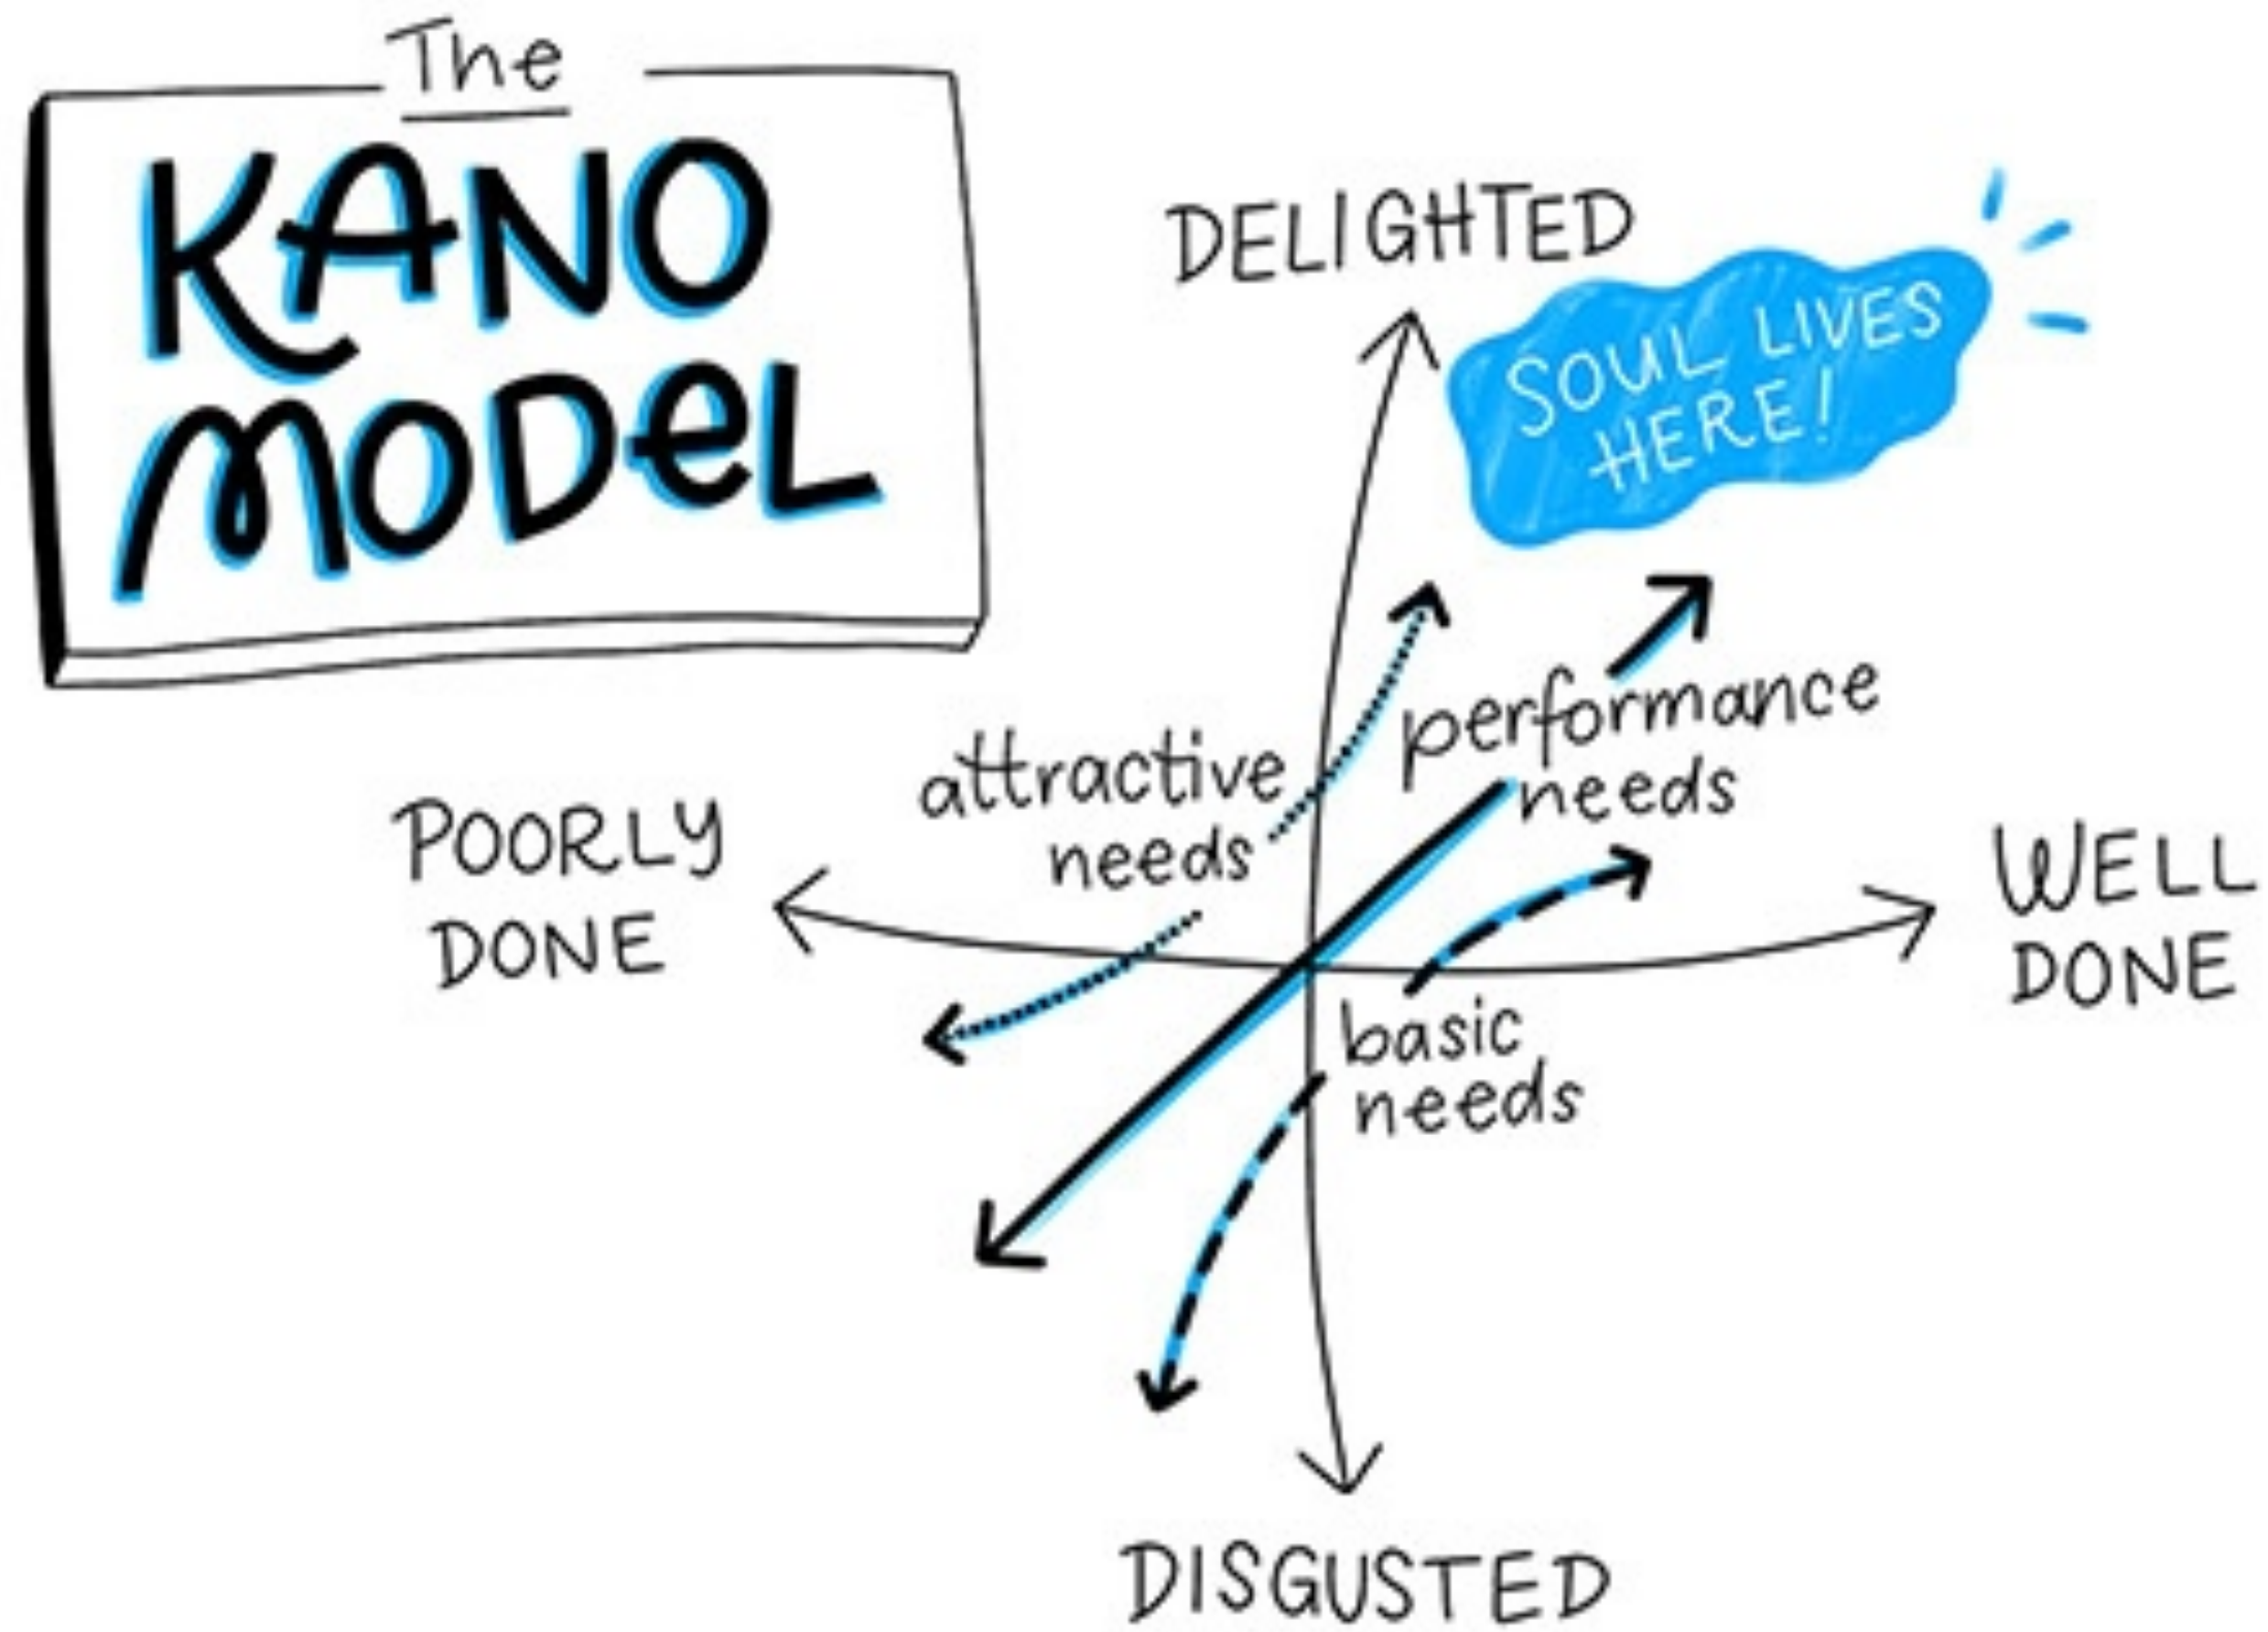 The
KANO
MODEL
DELIGHTED
SOUL LIVES
HERE!
performance
needs
attractive
needs
POORLY
DONE
WELL
DONE
basic
needs
DISGUSTED